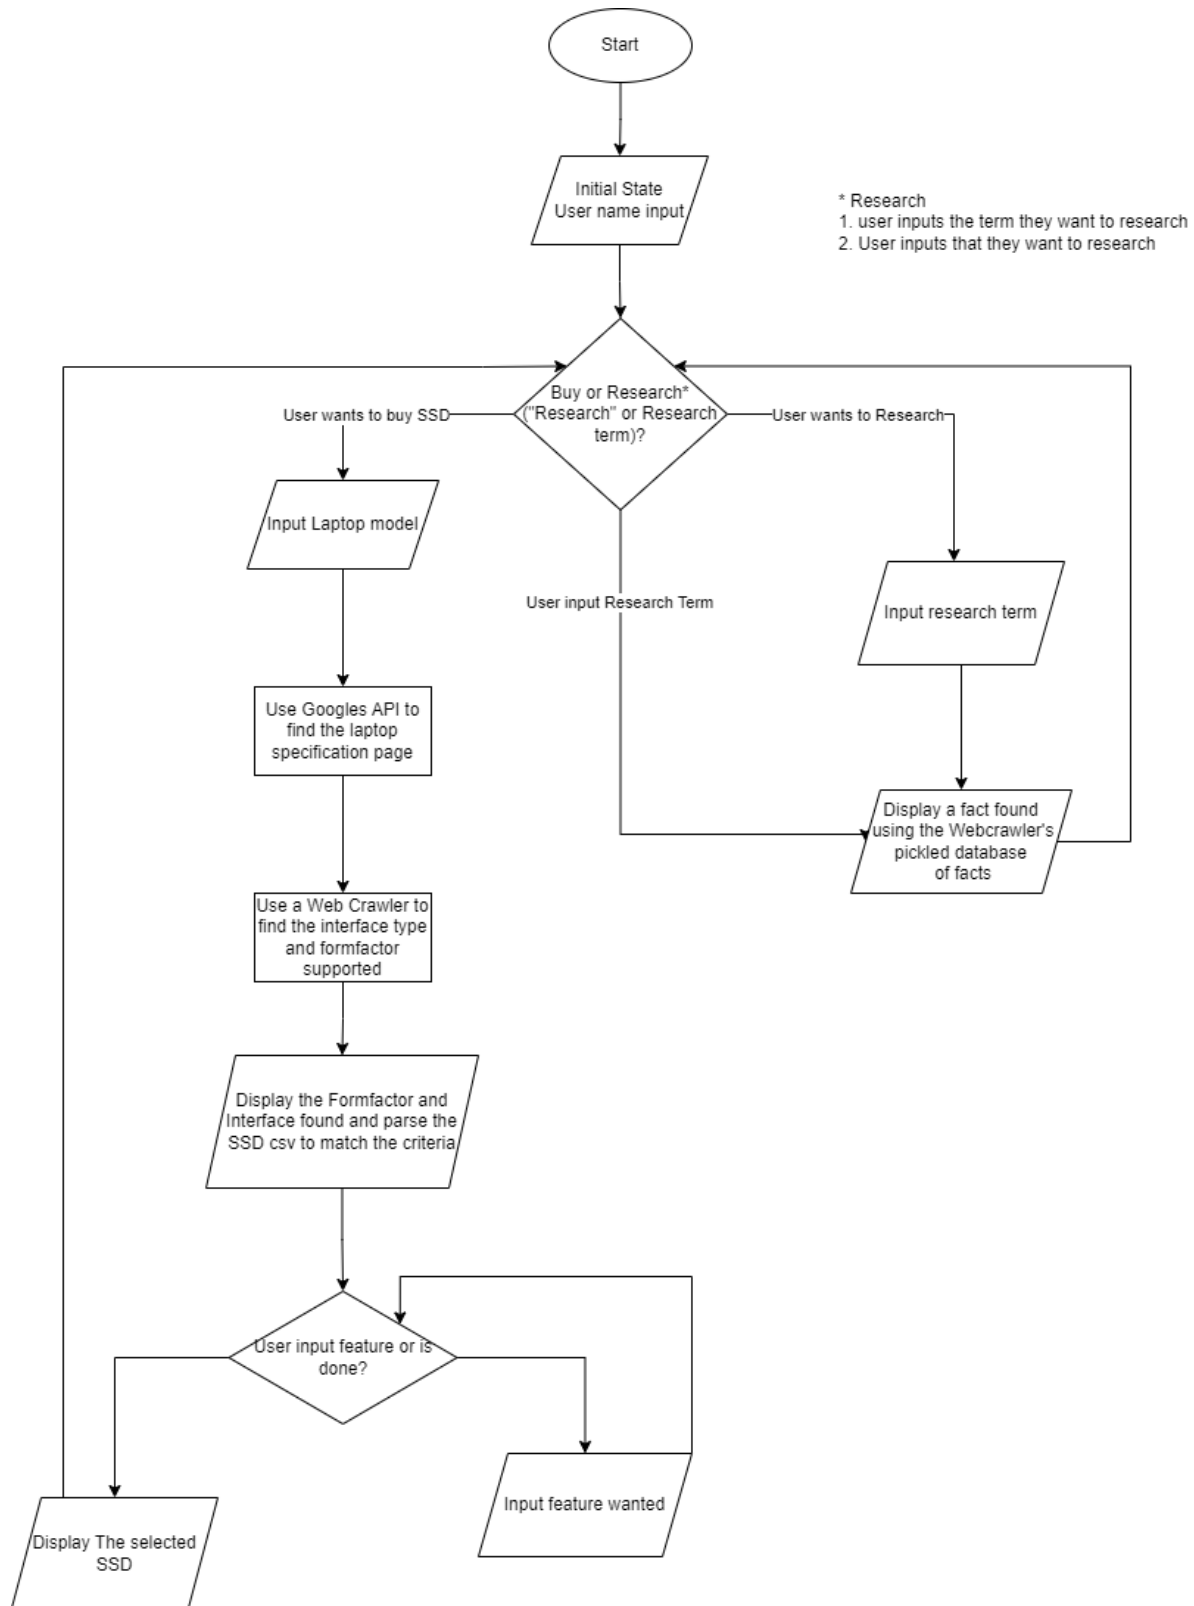 Start
Initial State
User name input
* Research
1. user inputs the term they want to research
2. User inputs that they want to research
Buy or Research*
("Research" or Research
term)?
User wants to buy SSD
User wants to Research
Input Laptop model
User input Research Term
Input research term
Use Googles API to
find the laptop
specification page
Display a fact found
using the Webcrawler's
pickled database
of facts
Use a Web Crawler to
find the interface type
and formfactor
supported
Display the Formfactor and
Interface found and parse the
SSD csv to match the criteria
User input feature or is
done?
Input feature wanted
Display The selected
SSD